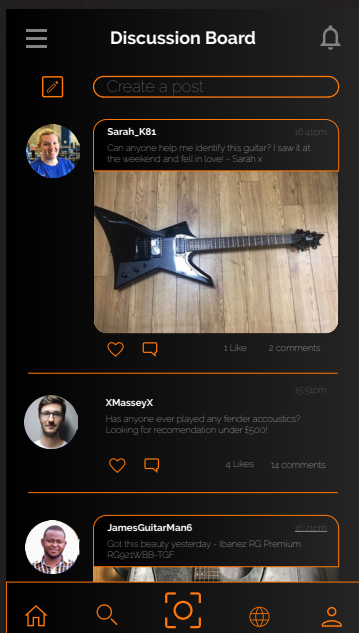 Discussion Board
Create a post
Sarah_K81
16:41pm
Can anyone help me identify this guitar? I saw it at
the weekend and fell in love! - Sarah x
1 Like
2 comments
15:51pm
XMasseyX
Has anyone ever played any fender accoustics?
Looking for recomendation under £500!
4 Likes
14 comments
JamesGuitarMan6
16:41pm
Got this beauty yesterday - Ibanez RG Premium
RG921WBB-TGF